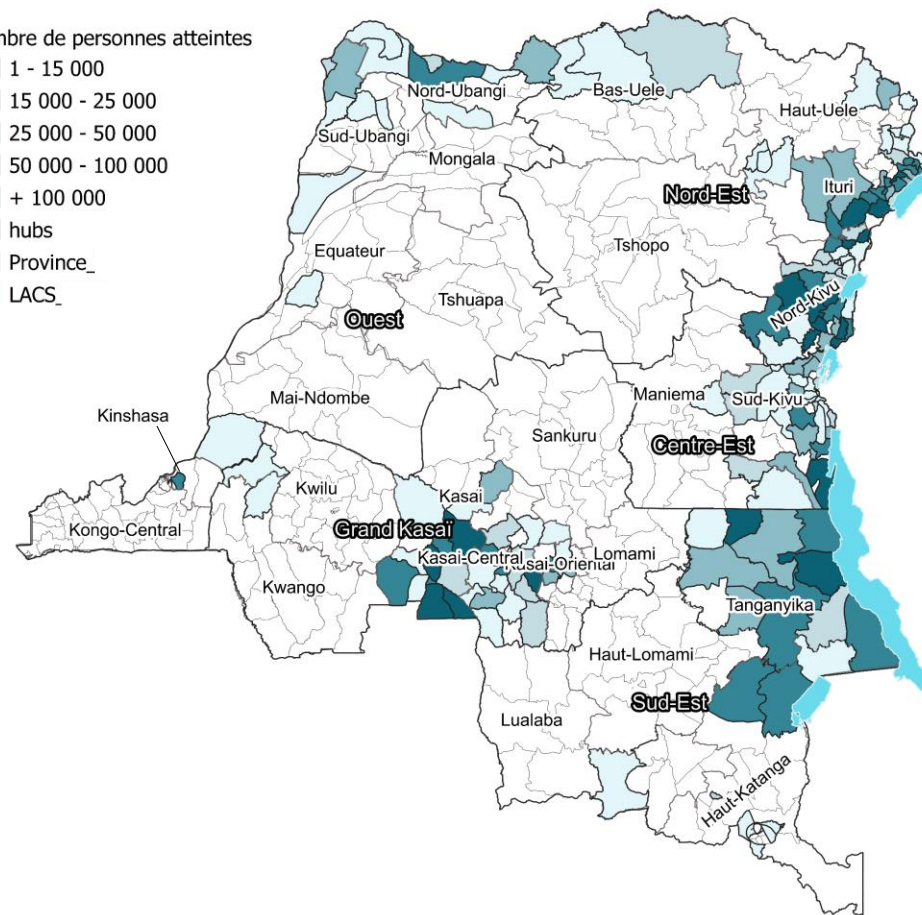 mbre de personnes atteintes
1 - 15 000
15 000 - 25 000
25 000 - 50 000
50 000 - 100 000
+ 100 000
hubs
Province_
LACS_
Nord-Ubangi
Bas-Uele
Haut-Uele
Sud-Ubangi
Mongala
Nord-Est
Ituri
Equateur
Tshopo
Tshuapa
Nord-Kivu
Ouest
Mai-Ndombe
Maniema
Sud-Kivu
Kinshasa
Sankuru
Centre-Est
Kwilu
Kasai
Kongo-Central
Grand Kasaï
Kasai-Central
Kasai-Oriental
Lomami
Kwango
Tanganyika
Haut-Lomami
Sud-Est
Lualaba
Haut-Katanga